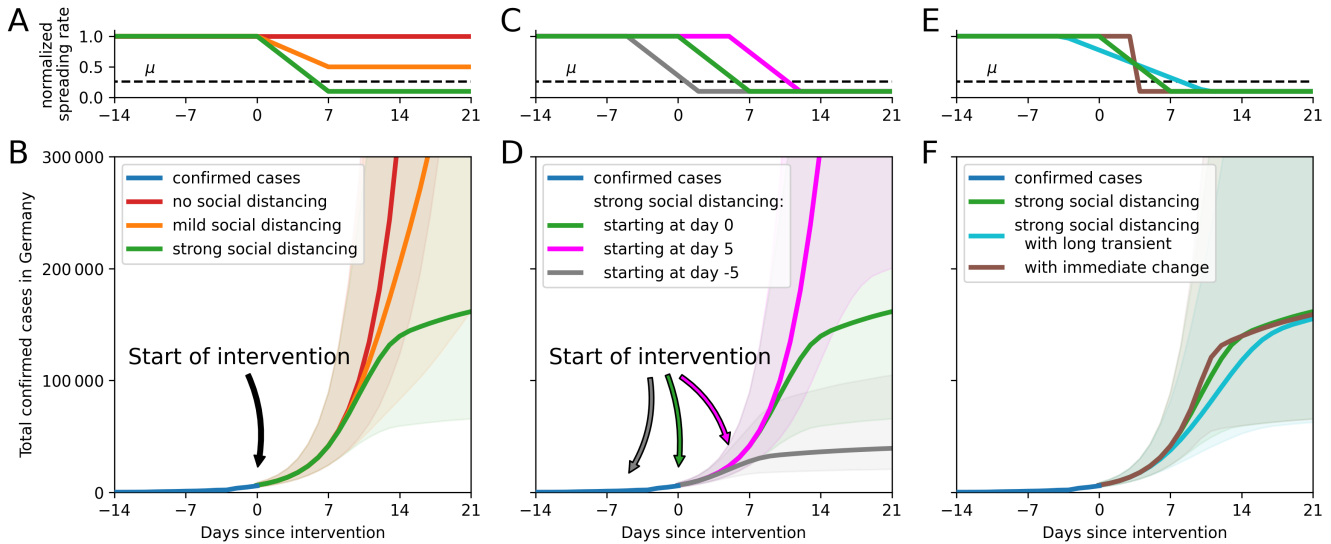 A
normalized
spreading rate
1.0
0.5
0.0
μ
−14 −7 0 7 14 21
C
μ
−14 −7 0 7 14 21
E
μ
−14 −7 0 7 14 21
B
Total confirmed cases in Germany
300 000
200 000
100 000
0
confirmed cases
no social distancing
mild social distancing
strong social distancing
Start of intervention
−14 −7 0 7 14 21
Days since intervention
D
confirmed cases
strong social distancing:
starting at day 0
starting at day 5
starting at day -5
Start of intervention
−14 −7 0 7 14 21
Days since intervention
F
confirmed cases
strong social distancing
strong social distancing
with long transient
with immediate change
−14 −7 0 7 14 21
Days since intervention